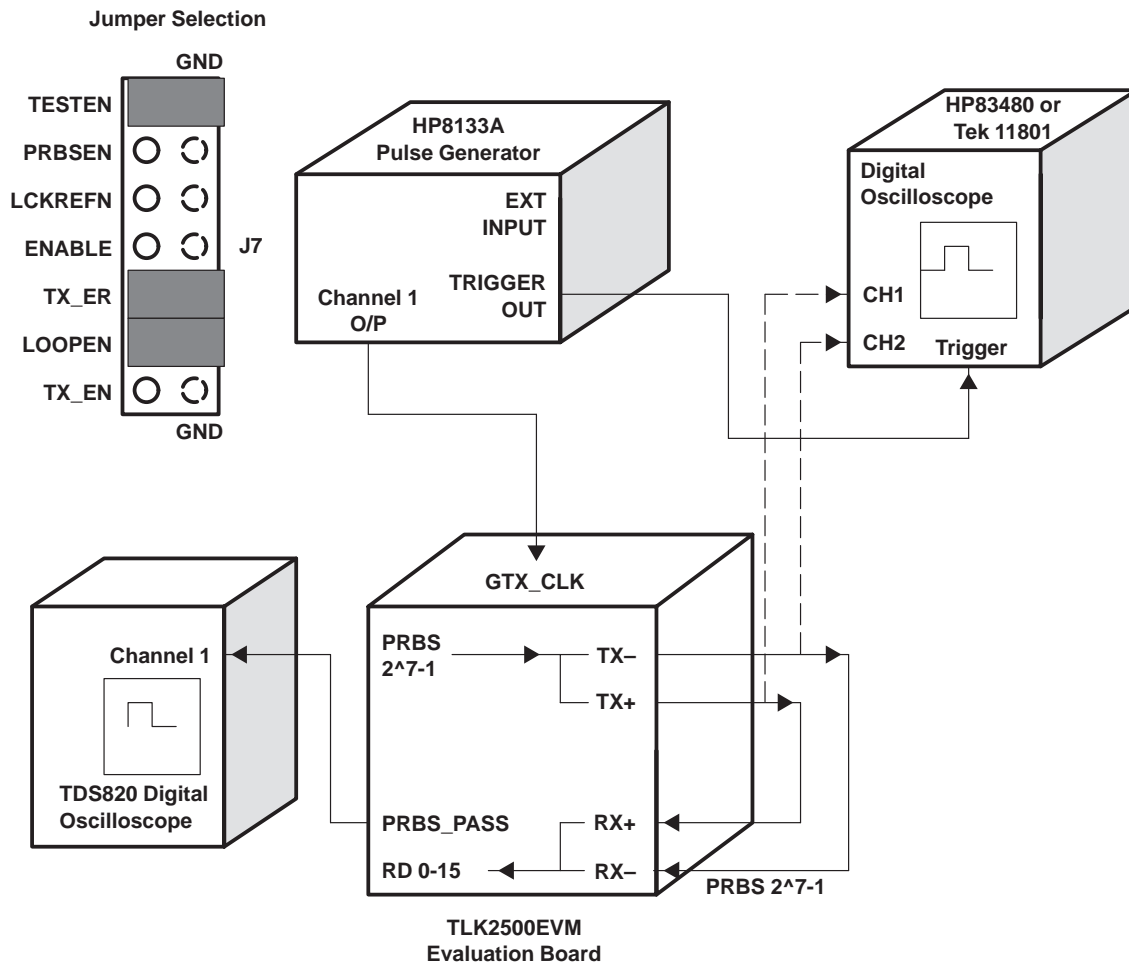 Jumper Selection
GND
TESTEN
PRBSEN
LCKREFN
ENABLE
J7
TX_ER
LOOPEN
TX_EN
GND
HP8133A
Pulse Generator
EXT
INPUT
TRIGGER
OUT
Channel 1
O/P
HP83480 or
Tek 11801
Digital
Oscilloscope
CH1
CH2
Trigger
GTX_CLK
PRBS
2^7-1
TX–
TX+
PRBS_PASS
RX+
RD 0-15
RX–
PRBS 2^7-1
TLK2500EVM
Evaluation Board
Channel 1
TDS820 Digital
Oscilloscope